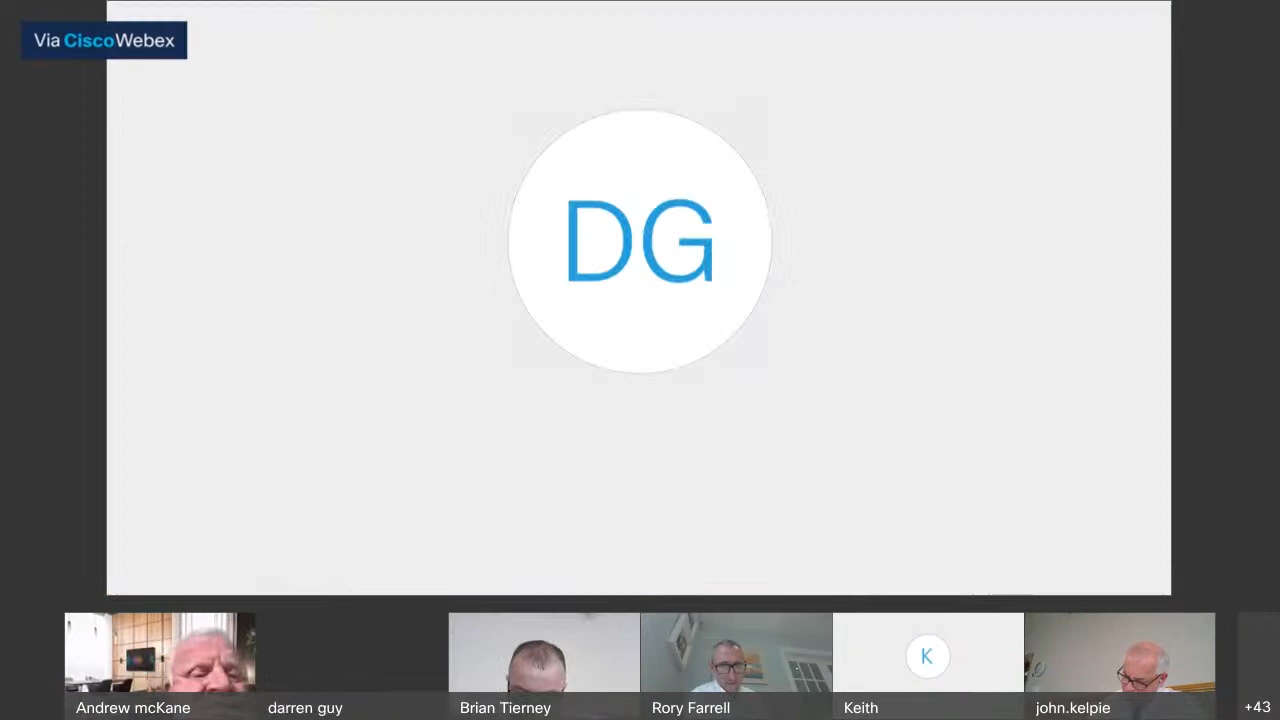 Via CiscoWebex
DG
K
Andrew mcKane
darren guy
Brian Tierney
Rory Farrell
Keith
john.kelpie
+43